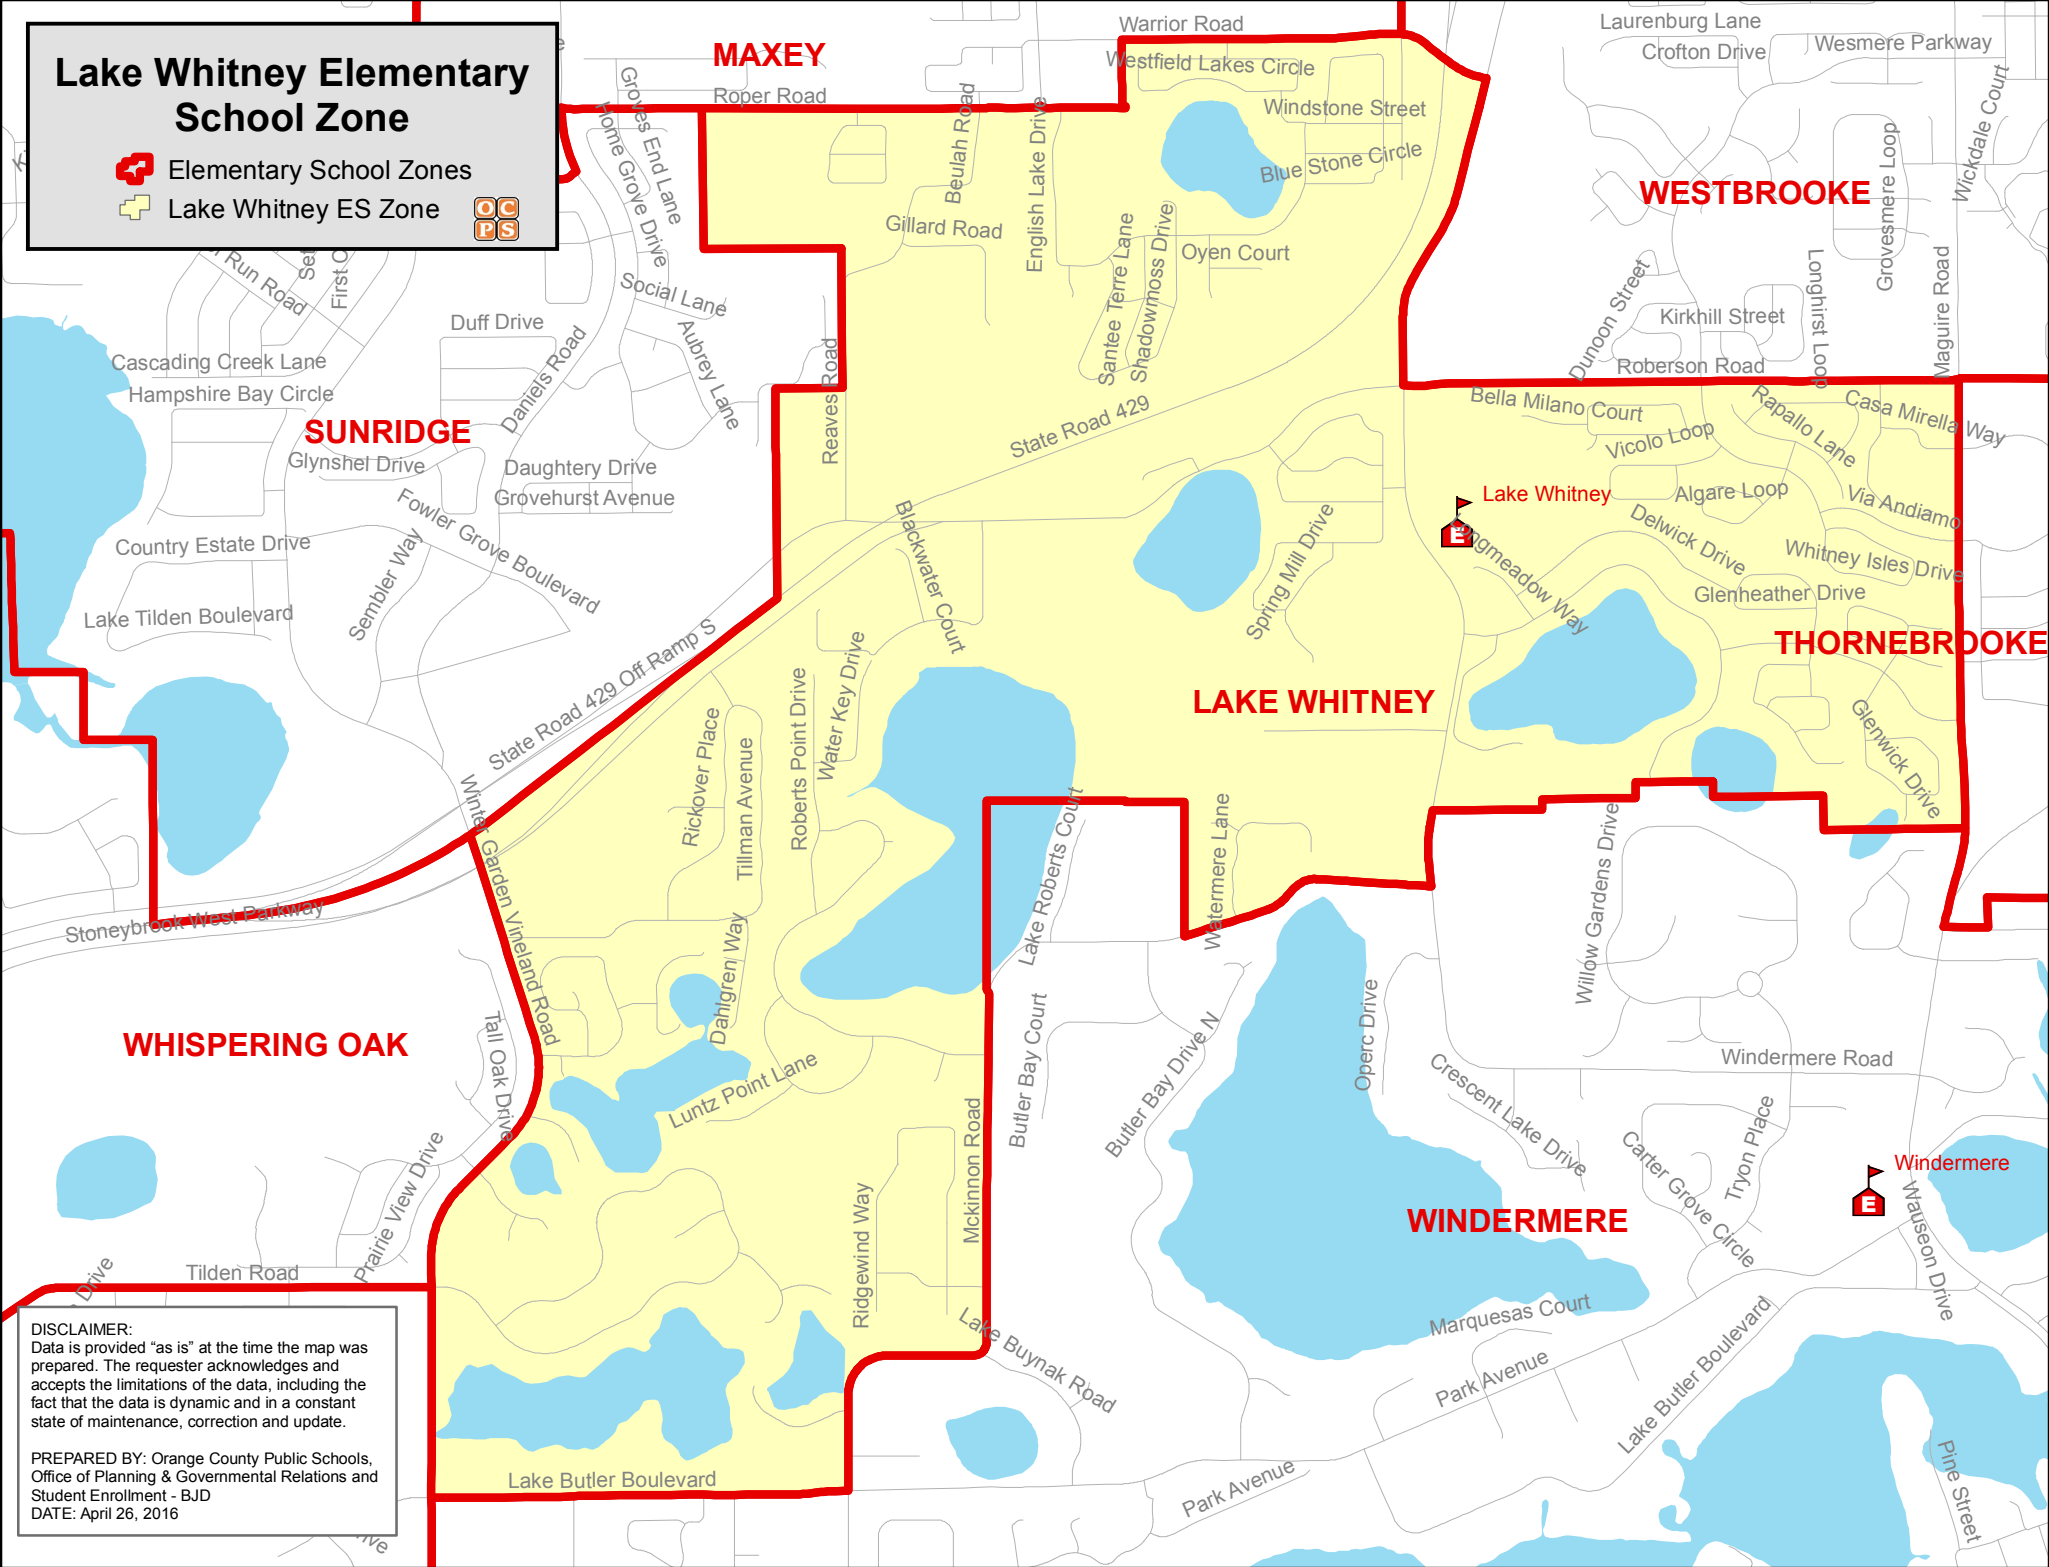 Lake Whitney Elementary
School Zone
Elementary School Zones
Lake Whitney ES Zone
OC
PS
MAXEY
WESTBROOKE
SUNRIDGE
LAKE WHITNEY
THORNEBROOKE
WHISPERING OAK
WINDERMERE
Lake Whitney
E
Windermere
E
Warrior Road
Westfield Lakes Circle
Roper Road
Windstone Street
Blue Stone Circle
Laurenburg Lane
Crofton Drive
Wesmere Parkway
Wickdale Court
Grovesmere Loop
Groves End Lane
Home Grove Drive
Beulah Road
English Lake Drive
Gillard Road
Santee Terre Lane
Shadowmoss Drive
Oyen Court
Run Road
First
Social Lane
Duff Drive
Aubrey Lane
Daniels Road
Cascading Creek Lane
Hampshire Bay Circle
Glynshel Drive
Daughtery Drive
Grovehurst Avenue
Fowler Grove Boulevard
Reaves Road
State Road 429
Dunoon Street
Kirkhill Street
Longhirst Loop
Maguire Road
Roberson Road
Bella Milano Court
Vicolo Loop
Rapallo Lane
Casa Mirella Way
Algare Loop
Via Andiamo
Delwick Drive
Whitney Isles Drive
Glenheather Drive
Longmeadow Way
Spring Mill Drive
Blackwater Court
Country Estate Drive
Sembler Way
Lake Tilden Boulevard
State Road 429 Off Ramp S
Winter Garden Vineland Road
Rickover Place
Tillman Avenue
Roberts Point Drive
Water Key Drive
Glenwick Drive
Watermere Lane
Lake Roberts Court
Willow Gardens Drive
Stoneybrook West Parkway
Dahlgren Way
Tall Oak Drive
Luntz Point Lane
Butler Bay Court
Butler Bay Drive N
Operc Drive
Windermere Road
Crescent Lake Drive
Carter Grove Circle
Tryon Place
Wauseon Drive
Prairie View Drive
Mckinnon Road
Ridgewind Way
Tilden Road
Drive
Lake Buynak Road
Marquesas Court
Park Avenue
Lake Butler Boulevard
Park Avenue
Pine Street
Lake Butler Boulevard
DISCLAIMER:
Data is provided “as is” at the time the map was
prepared. The requester acknowledges and
accepts the limitations of the data, including the
fact that the data is dynamic and in a constant
state of maintenance, correction and update.
PREPARED BY: Orange County Public Schools,
Office of Planning & Governmental Relations and
Student Enrollment - BJD
DATE: April 26, 2016